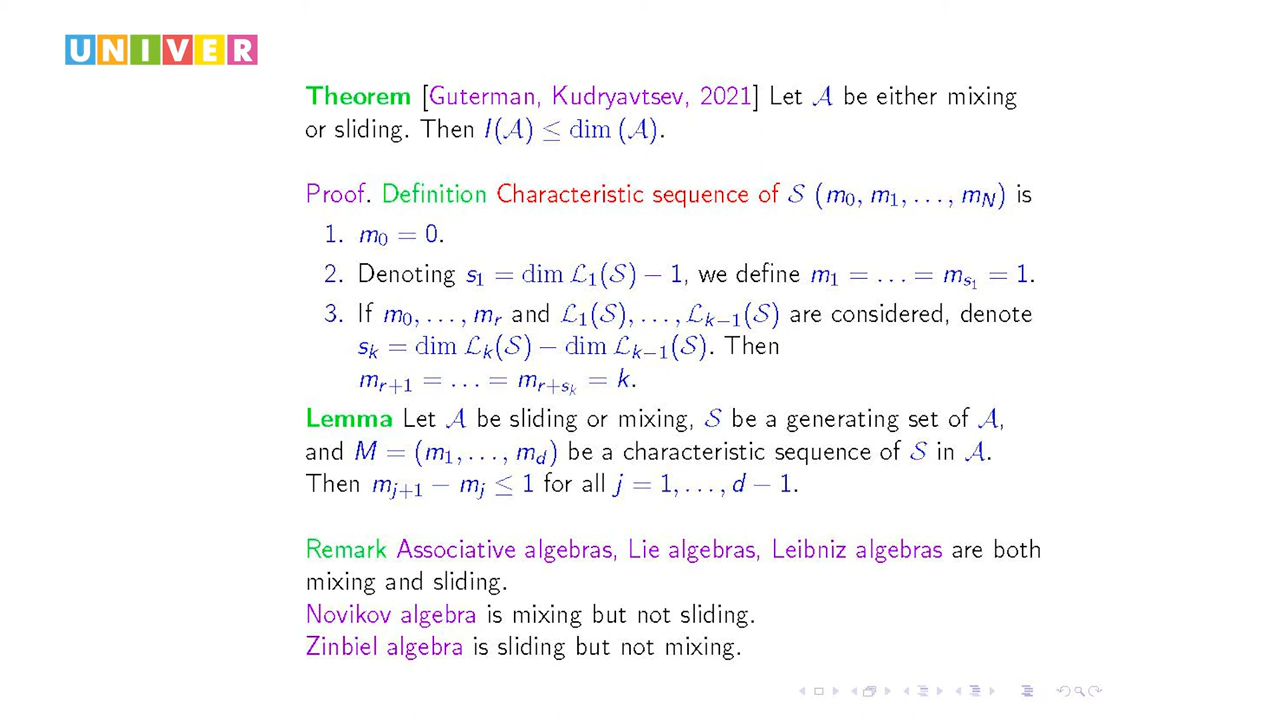 UNIVER
Theorem [Guterman, Kudryavtsev, 2021] Let 𝒜 be either mixing
or sliding. Then l(𝒜) ≤ dim (𝒜).
Proof. Definition Characteristic sequence of 𝒮 (m₀, m₁, . . . , m_N) is
1. m₀ = 0.
2. Denoting s₁ = dim ℒ₁(𝒮) − 1, we define m₁ = . . . = m_{s₁} = 1.
3. If m₀, . . . , m_r and ℒ₁(𝒮), . . . , ℒ_{k−1}(𝒮) are considered, denote
s_k = dim ℒ_k(𝒮) − dim ℒ_{k−1}(𝒮). Then
m_{r+1} = . . . = m_{r+s_k} = k.
Lemma Let 𝒜 be sliding or mixing, 𝒮 be a generating set of 𝒜,
and M = (m₁, . . . , m_d) be a characteristic sequence of 𝒮 in 𝒜.
Then m_{j+1} − m_j ≤ 1 for all j = 1, . . . , d − 1.
Remark Associative algebras, Lie algebras, Leibniz algebras are both
mixing and sliding.
Novikov algebra is mixing but not sliding.
Zinbiel algebra is sliding but not mixing.